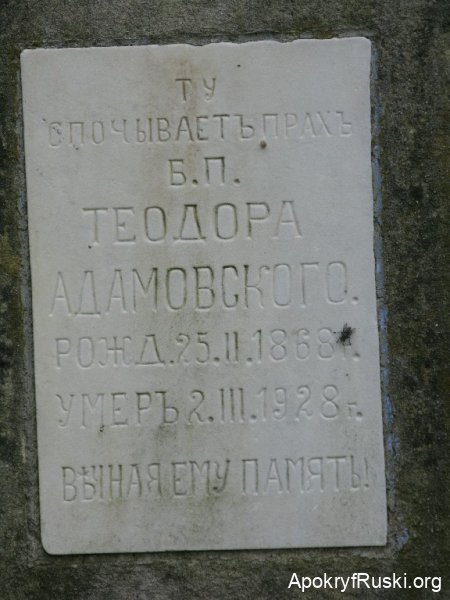 ТУ
СПОЧЫВАЕТЪ ПРАХЪ
Б.П.
ТЕОДОРА
АДАМОВСКОГО.
РОЖД. 25.II.1868 г.
УМЕРЪ 2.III.1928 г.
ВѢЧНАЯ ЕМУ ПАМЯТЬ!
ApokryfRuski.org